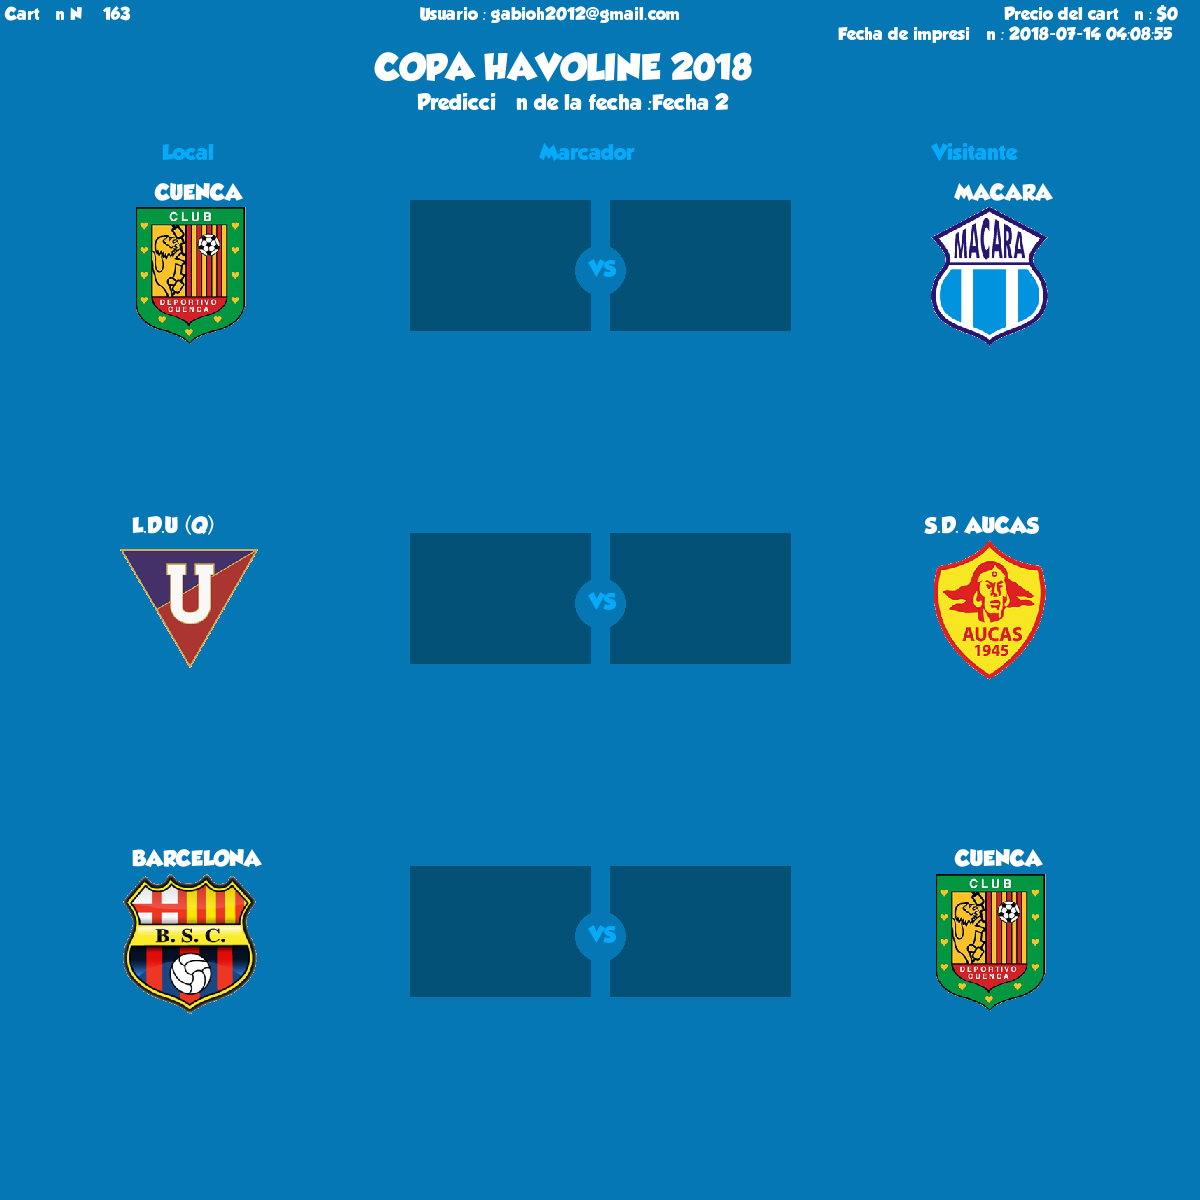 Cart n N 163
Usuario : gabioh2012@gmail.com
Precio del cart n : $0
Fecha de impresi n : 2018-07-14 04:08:55
COPA HAVOLINE 2018
Predicci n de la fecha :Fecha 2
Local
Marcador
Visitante
CUENCA
MACARA
CLUB
DEPORTIVO
CUENCA
VS
MACARA
L.D.U (Q)
S.D. AUCAS
U
VS
AUCAS
1945
BARCELONA
CUENCA
B. S. C.
VS
CLUB
DEPORTIVO
CUENCA